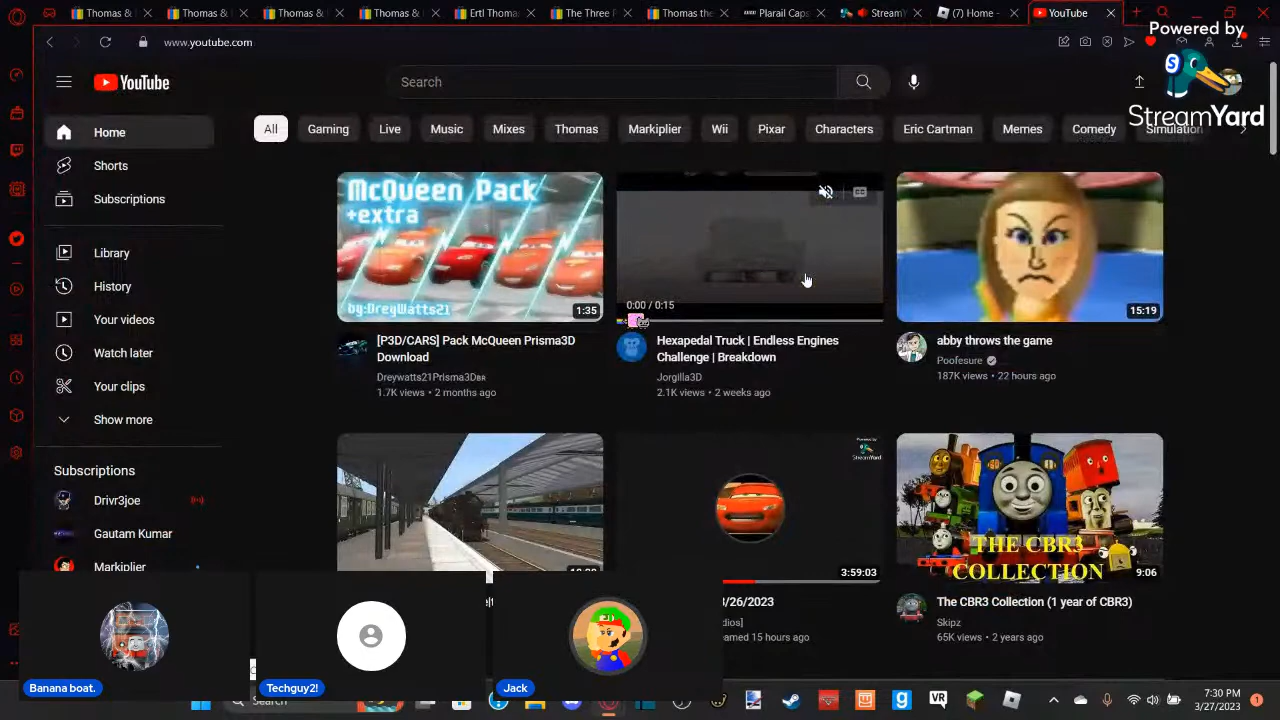 Thomas &
Thomas &
Thomas &
Thomas &
Ertl Thoma
The Three
Thomas the
Plarail Caps
StreamY
(7) Home -
YouTube
Powered by
StreamYard
www.youtube.com
YouTube
Search
Home
Shorts
Subscriptions
Library
History
Your videos
Watch later
Your clips
Show more
Subscriptions
Drivr3joe
Gautam Kumar
Markiplier
All
Gaming
Live
Music
Mixes
Thomas
Markiplier
Wii
Pixar
Characters
Eric Cartman
Memes
Comedy
Simulation
McQueen Pack
+extra
by:DreyWatts21
1:35
[P3D/CARS] Pack McQueen Prisma3D
Download
Dreywatts21Prisma3Dʙʀ
1.7K views • 2 months ago
0:00 / 0:15
Hexapedal Truck | Endless Engines
Challenge | Breakdown
Jorgilla3D
2.1K views • 2 weeks ago
15:19
abby throws the game
Poofesure
187K views • 22 hours ago
Powered by
StreamYard
3:59:03
/26/2023
dios]
eamed 15 hours ago
THE CBR3
COLLECTION
9:06
The CBR3 Collection (1 year of CBR3)
Skipz
65K views • 2 years ago
Banana boat.
Techguy2!
Jack
Search
7:30 PM
3/27/2023